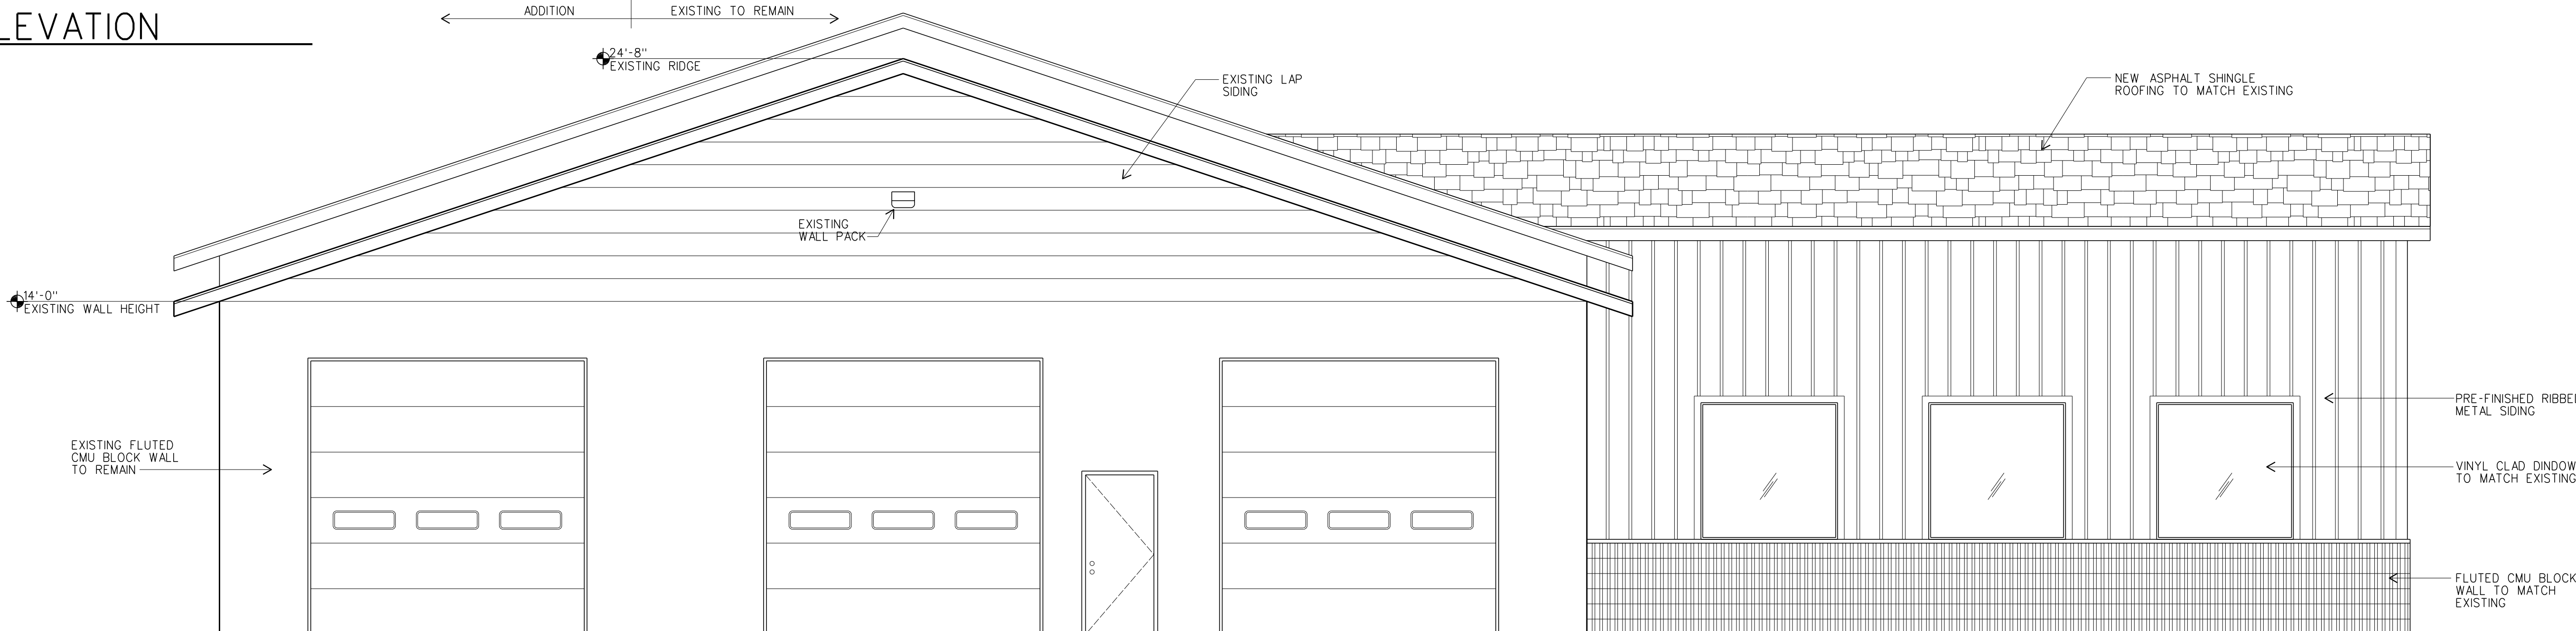 LEVATION
ADDITION
EXISTING TO REMAIN
24'-8"
EXISTING RIDGE
EXISTING LAP
SIDING
NEW ASPHALT SHINGLE
ROOFING TO MATCH EXISTING
EXISTING
WALL PACK
14'-0"
EXISTING WALL HEIGHT
PRE-FINISHED RIBBE
METAL SIDING
EXISTING FLUTED
CMU BLOCK WALL
TO REMAIN
VINYL CLAD DINDOW
TO MATCH EXISTING
FLUTED CMU BLOCK
WALL TO MATCH
EXISTING